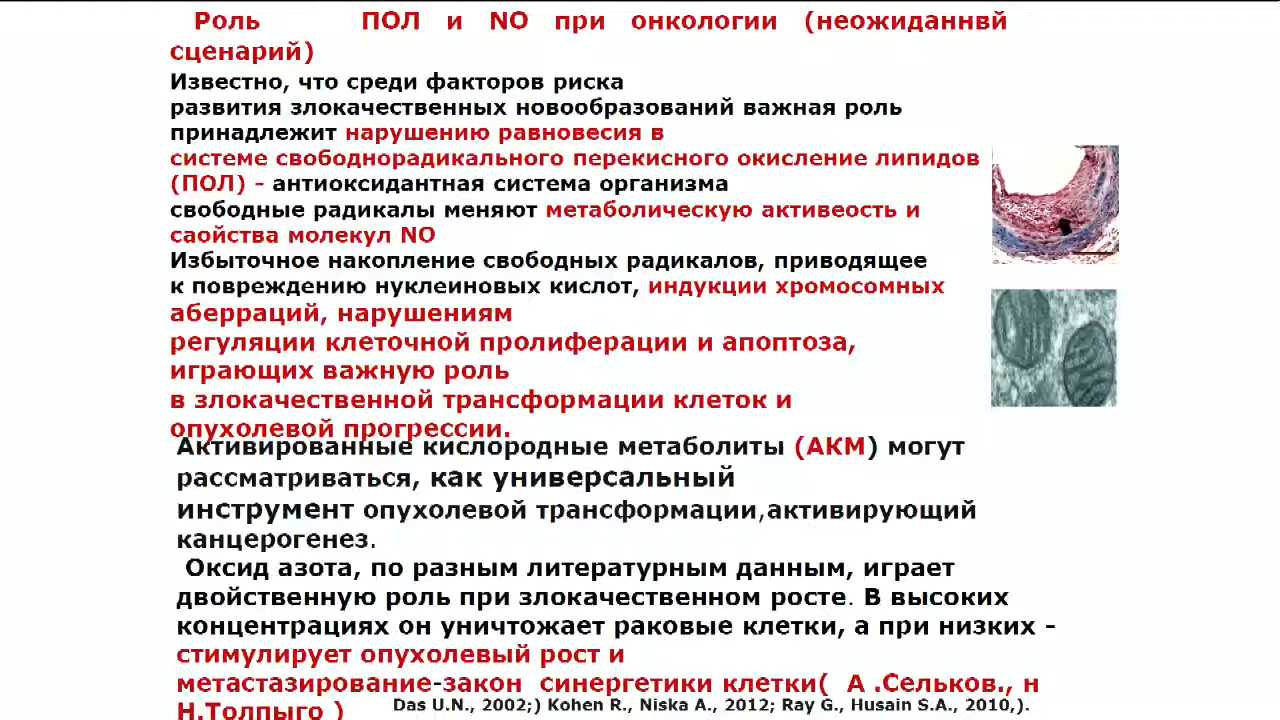 Роль ПОЛ и NO при онкологии (неожиданнвй
сценарий)
Известно, что среди факторов риска
развития злокачественных новообразований важная роль
принадлежит нарушению равновесия в
системе свободнорадикального перекисного окисление липидов
(ПОЛ) - антиоксидантная система организма
свободные радикалы меняют метаболическую активеость и
саойства молекул NO
Избыточное накопление свободных радикалов, приводящее
к повреждению нуклеиновых кислот, индукции хромосомных
аберраций, нарушениям
регуляции клеточной пролиферации и апоптоза,
играющих важную роль
в злокачественной трансформации клеток и
опухолевой прогрессии.
Активированные кислородные метаболиты (АКМ) могут
рассматриваться, как универсальный
инструмент опухолевой трансформации,активирующий
канцерогенез.
Оксид азота, по разным литературным данным, играет
двойственную роль при злокачественном росте. В высоких
концентрациях он уничтожает раковые клетки, а при низких -
стимулирует опухолевый рост и
метастазирование-закон синергетики клетки( А .Сельков., н
Н.Толпыго )
Das U.N., 2002;) Kohen R., Niska A., 2012; Ray G., Husain S.A., 2010,).